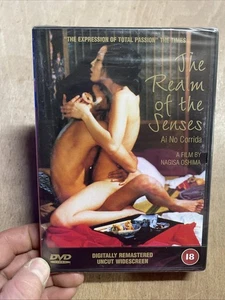 'THE EXPRESSION OF TOTAL PASSION' THE TIMES
The
Realm
of the
Senses
Ai No Corrida
A FILM BY
NAGISA OSHIMA
DVD
VIDEO
DIGITALLY REMASTERED
UNCUT WIDESCREEN
18